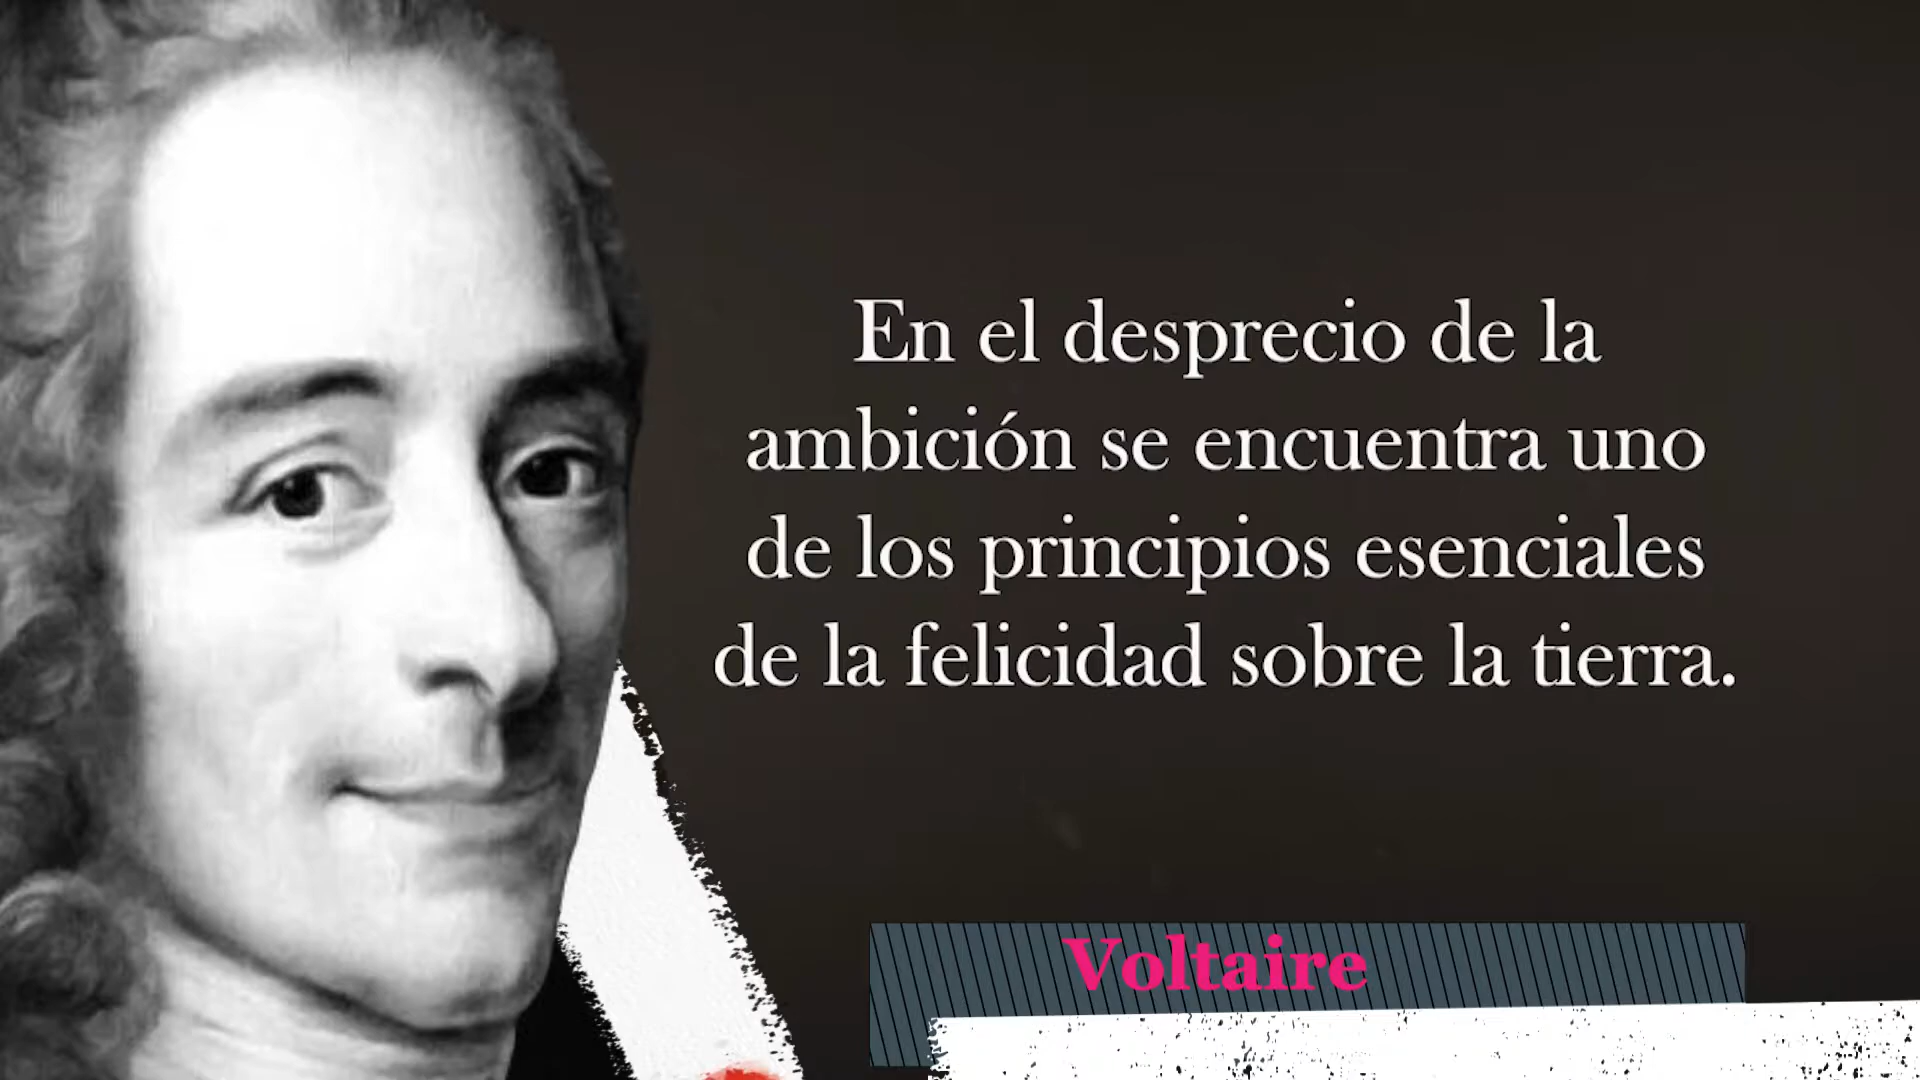 En el desprecio de la
ambición se encuentra uno
de los principios esenciales
de la felicidad sobre la tierra.
Voltaire